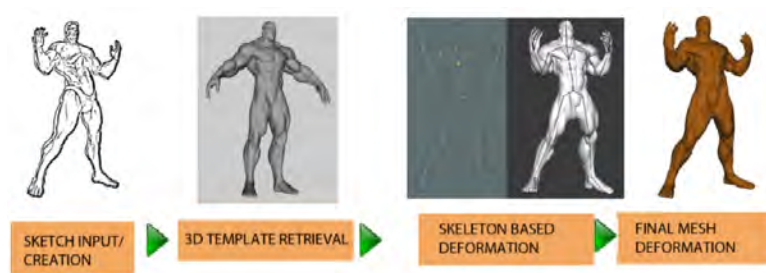 SKETCH INPUT/
CREATION
3D TEMPLATE RETRIEVAL
SKELETON BASED
DEFORMATION
FINAL MESH
DEFORMATION